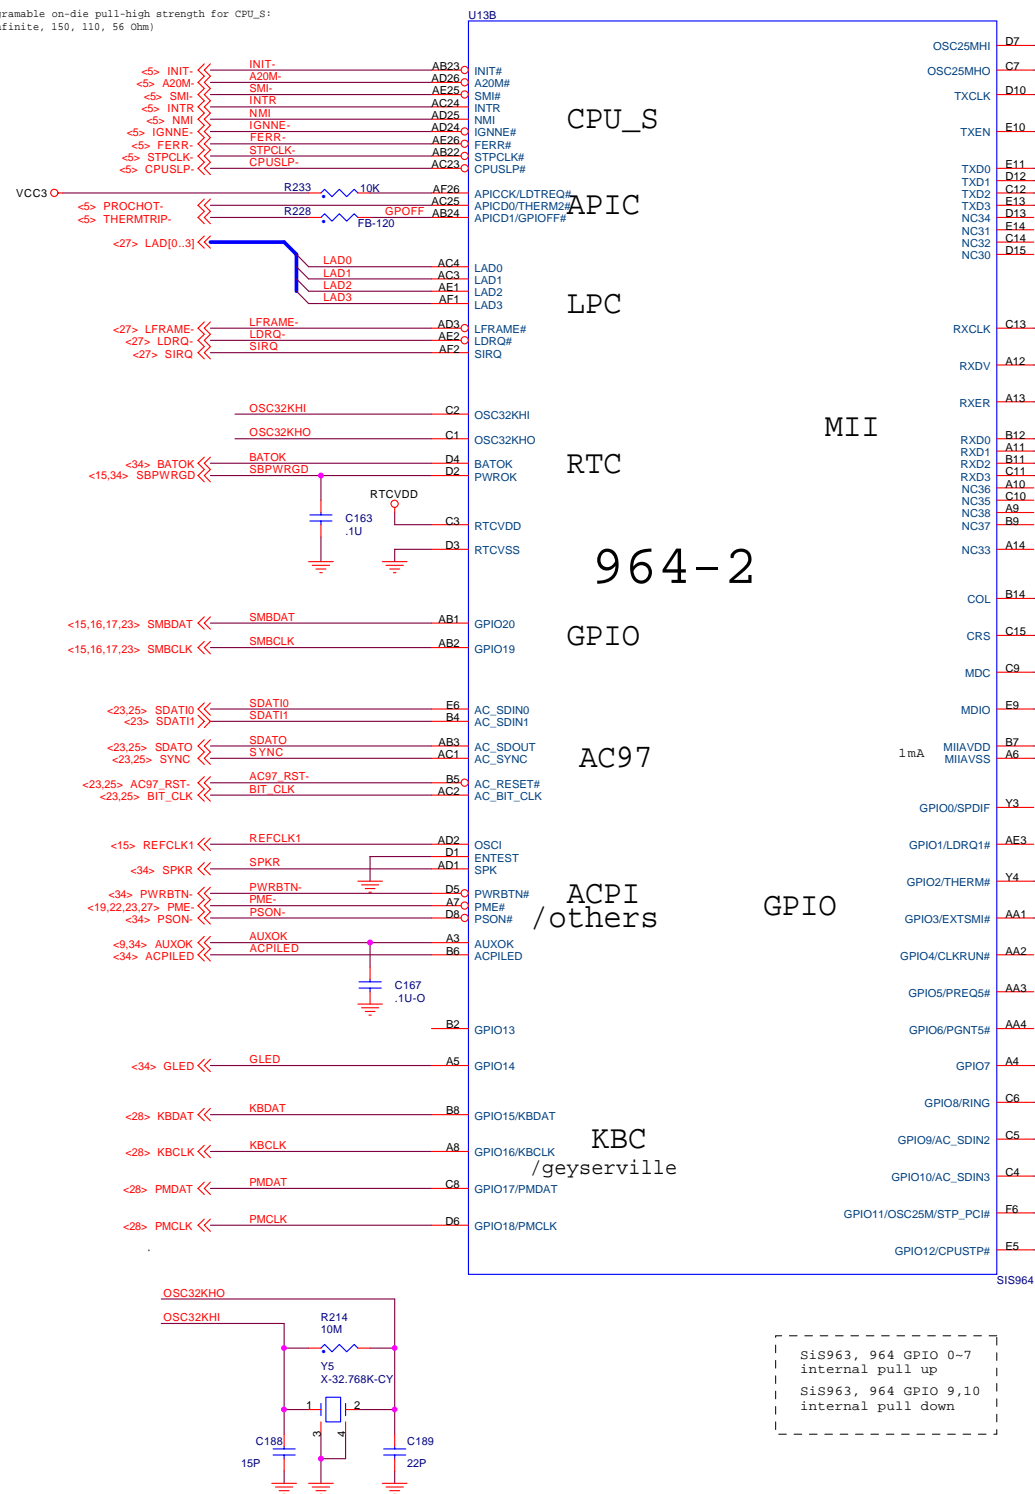 gramable on-die pull-high strength for CPU_S:
nfinite, 150, 110, 56 Ohm)
U13B
OSC25MHI D7
OSC25MHO C7
TXCLK D10
TXEN E10
TXD0 E11
TXD1 D12
TXD2 C12
TXD3 E13
NC34 D13
NC31 E14
NC32 C14
NC30 D15
RXCLK C13
RXDV A12
RXER A13
RXD0 B12
RXD1 A11
RXD2 B11
RXD3 C11
NC36 A10
NC35 C10
NC38 A9
NC37 B9
NC33 A14
COL B14
CRS C15
MDC C9
MDIO E9
1mA MIIAVDD B7
MIIAVSS A6
GPIO0/SPDIF Y3
GPIO1/LDRQ1# AE3
GPIO2/THERM# Y4
GPIO3/EXTSMI# AA1
GPIO4/CLKRUN# AA2
GPIO5/PREQ5# AA3
GPIO6/PGNT5# AA4
GPIO7 A4
GPIO8/RING C6
GPIO9/AC_SDIN2 C5
GPIO10/AC_SDIN3 C4
GPIO11/OSC25M/STP_PCI# F6
GPIO12/CPUSTP# E5
SIS964
<5> INIT- INIT- AB23 INIT#
<5> A20M- A20M- AD26 A20M#
<5> SMI- SMI- AE25 SMI#
<5> INTR INTR AC24 INTR
<5> NMI NMI AD25 NMI
<5> IGNNE- IGNNE- AD24 IGNNE#
<5> FERR- FERR- AE26 FERR#
<5> STPCLK- STPCLK- AB22 STPCLK#
<5> CPUSLP- CPUSLP- AC23 CPUSLP#
CPU_S
VCC3 R233 10K AF26 APICCK/LDTREQ#
<5> PROCHOT- AC25 APICD0/THERM2#
<5> THERMTRIP- R228 FB-120 GPOFF AB24 APICD1/GPIOFF#
APIC
<27> LAD[0..3]
LAD0 AC4 LAD0
LAD1 AC3 LAD1
LAD2 AE1 LAD2
LAD3 AF1 LAD3
LPC
<27> LFRAME- LFRAME- AD3 LFRAME#
<27> LDRQ- LDRQ- AE2 LDRQ#
<27> SIRQ SIRQ AF2 SIRQ
OSC32KHI C2 OSC32KHI
OSC32KHO C1 OSC32KHO
MII
<34> BATOK BATOK D4 BATOK
<15,34> SBPWRGD SBPWRGD D2 PWROK
RTC
RTCVDD
C163
.1U
C3 RTCVDD
D3 RTCVSS
964-2
<15,16,17,23> SMBDAT SMBDAT AB1 GPIO20
<15,16,17,23> SMBCLK SMBCLK AB2 GPIO19
GPIO
<23,25> SDATI0 SDATI0 E6 AC_SDIN0
<23> SDATI1 SDATI1 B4 AC_SDIN1
<23,25> SDATO SDATO AB3 AC_SDOUT
<23,25> SYNC SYNC AC1 AC_SYNC
AC97
<23,25> AC97_RST- AC97_RST- B5 AC_RESET#
<23,25> BIT_CLK BIT_CLK AC2 AC_BIT_CLK
<15> REFCLK1 REFCLK1 AD2 OSCI
D1 ENTEST
<34> SPKR SPKR AD1 SPK
<34> PWRBTN- PWRBTN- D5 PWRBTN#
<19,22,23,27> PME- PME- A7 PME#
<34> PSON- PSON- D8 PSON#
ACPI
/others
GPIO
<9,34> AUXOK AUXOK A3 AUXOK
<34> ACPILED ACPILED B6 ACPILED
C167
.1U-O
B2 GPIO13
<34> GLED GLED A5 GPIO14
<28> KBDAT KBDAT B8 GPIO15/KBDAT
<28> KBCLK KBCLK A8 GPIO16/KBCLK
KBC
/geyserville
<28> PMDAT PMDAT C8 GPIO17/PMDAT
<28> PMCLK PMCLK D6 GPIO18/PMCLK
OSC32KHO
OSC32KHI
R214
10M
Y5
X-32.768K-CY
1 2
3 4
C188
15P
C189
22P
SiS963, 964 GPIO 0~7
internal pull up
SiS963, 964 GPIO 9,10
internal pull down